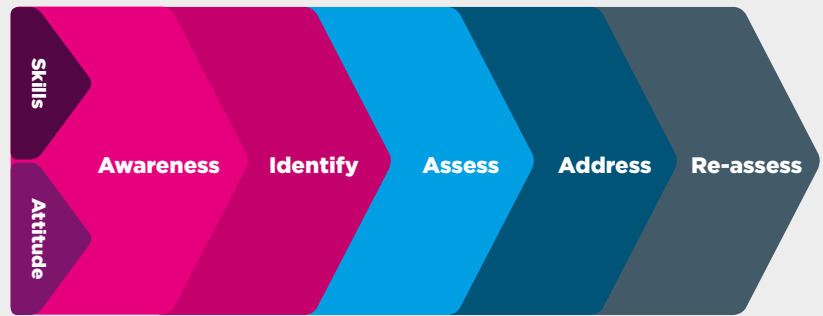 Skills
Attitude
Awareness
Identify
Assess
Address
Re-assess